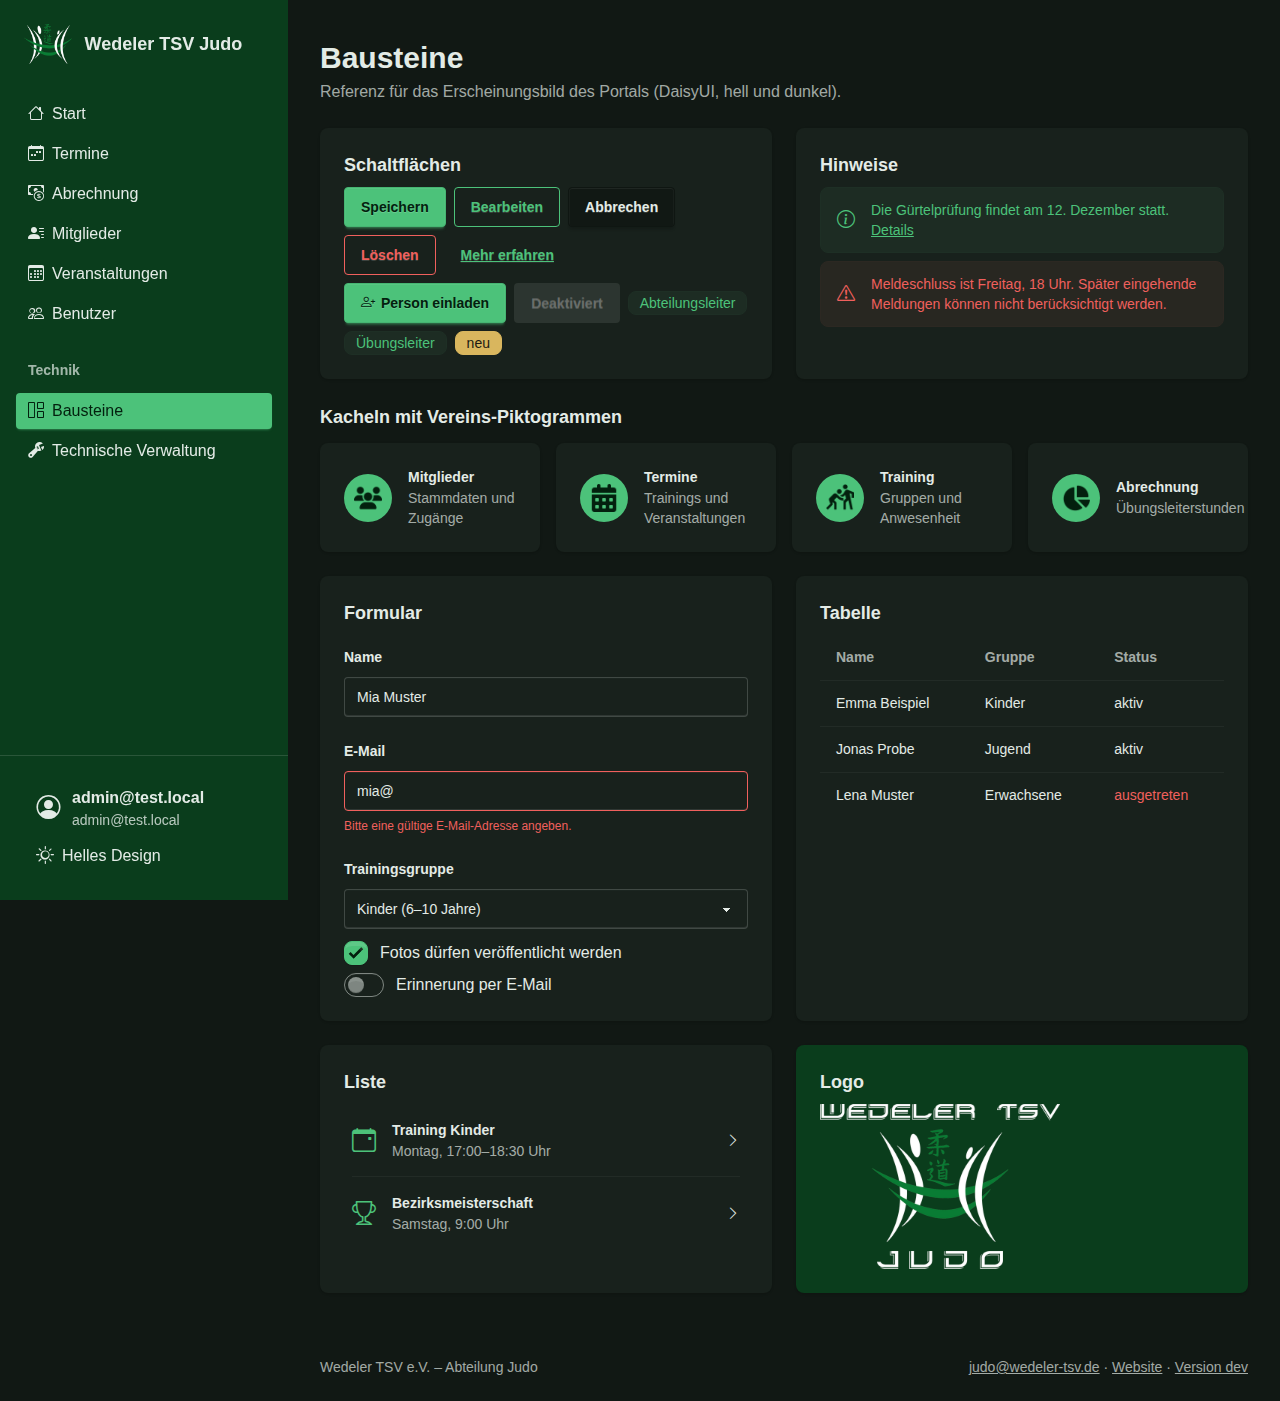 Wedeler TSV Judo
Start
Termine
Abrechnung
Mitglieder
Veranstaltungen
Benutzer
Technik
Bausteine
Technische Verwaltung
admin@test.local
admin@test.local
Helles Design
Bausteine
Referenz für das Erscheinungsbild des Portals (DaisyUI, hell und dunkel).
Schaltflächen
Speichern
Bearbeiten
Abbrechen
Löschen
Mehr erfahren
Person einladen
Deaktiviert
Abteilungsleiter
Übungsleiter
neu
Hinweise
Die Gürtelprüfung findet am 12. Dezember statt.
Details
Meldeschluss ist Freitag, 18 Uhr. Später eingehende
Meldungen können nicht berücksichtigt werden.
Kacheln mit Vereins-Piktogrammen
Mitglieder
Stammdaten und
Zugänge
Termine
Trainings und
Veranstaltungen
Training
Gruppen und
Anwesenheit
Abrechnung
Übungsleiterstunden
Formular
Name
Mia Muster
E-Mail
mia@
Bitte eine gültige E-Mail-Adresse angeben.
Trainingsgruppe
Kinder (6–10 Jahre)
Fotos dürfen veröffentlicht werden
Erinnerung per E-Mail
Tabelle
Name Gruppe Status
Emma Beispiel Kinder aktiv
Jonas Probe Jugend aktiv
Lena Muster Erwachsene ausgetreten
Liste
Training Kinder
Montag, 17:00–18:30 Uhr
Bezirksmeisterschaft
Samstag, 9:00 Uhr
Logo
WEDELER TSV
柔
道
JUDO
Wedeler TSV e.V. – Abteilung Judo
judo@wedeler-tsv.de · Website · Version dev